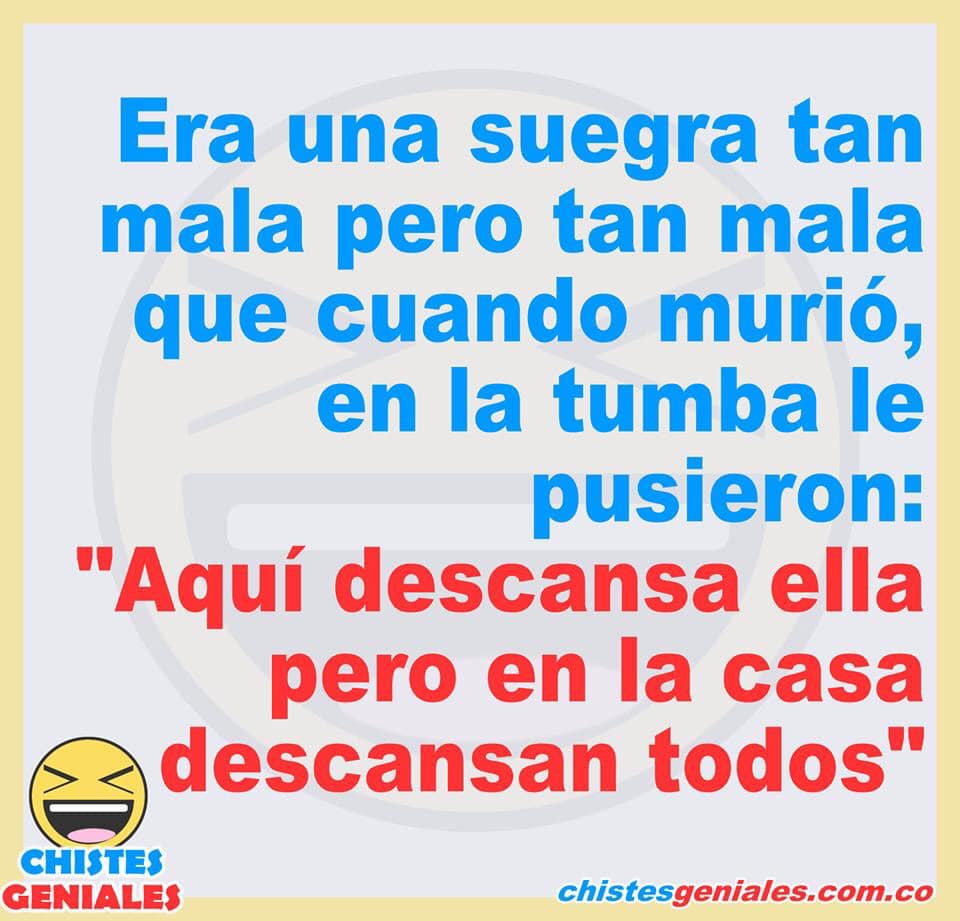 Era una suegra tan
mala pero tan mala
que cuando murió,
en la tumba le
pusieron:
"Aquí descansa ella
pero en la casa
descansan todos"
CHISTES
GENIALES
chistesgeniales.com.co